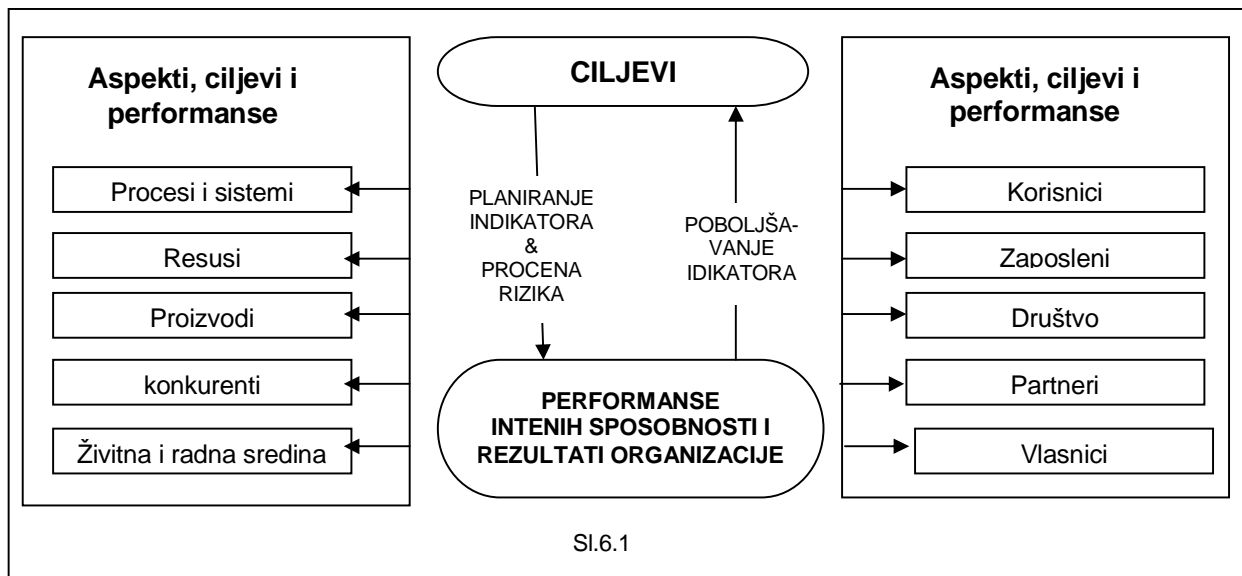 Aspekti, ciljevi i
performanse
Procesi i sistemi
Resusi
Proizvodi
konkurenti
Živitna i radna sredina
CILJEVI
PLANIRANJE
INDIKATORA
&
PROCENA
RIZIKA
POBOLJŠA-
VANJE
IDIKATORA
PERFORMANSE
INTENIH SPOSOBNOSTI I
REZULTATI ORGANIZACIJE
Aspekti, ciljevi i
performanse
Korisnici
Zaposleni
Društvo
Partneri
Vlasnici
Sl.6.1